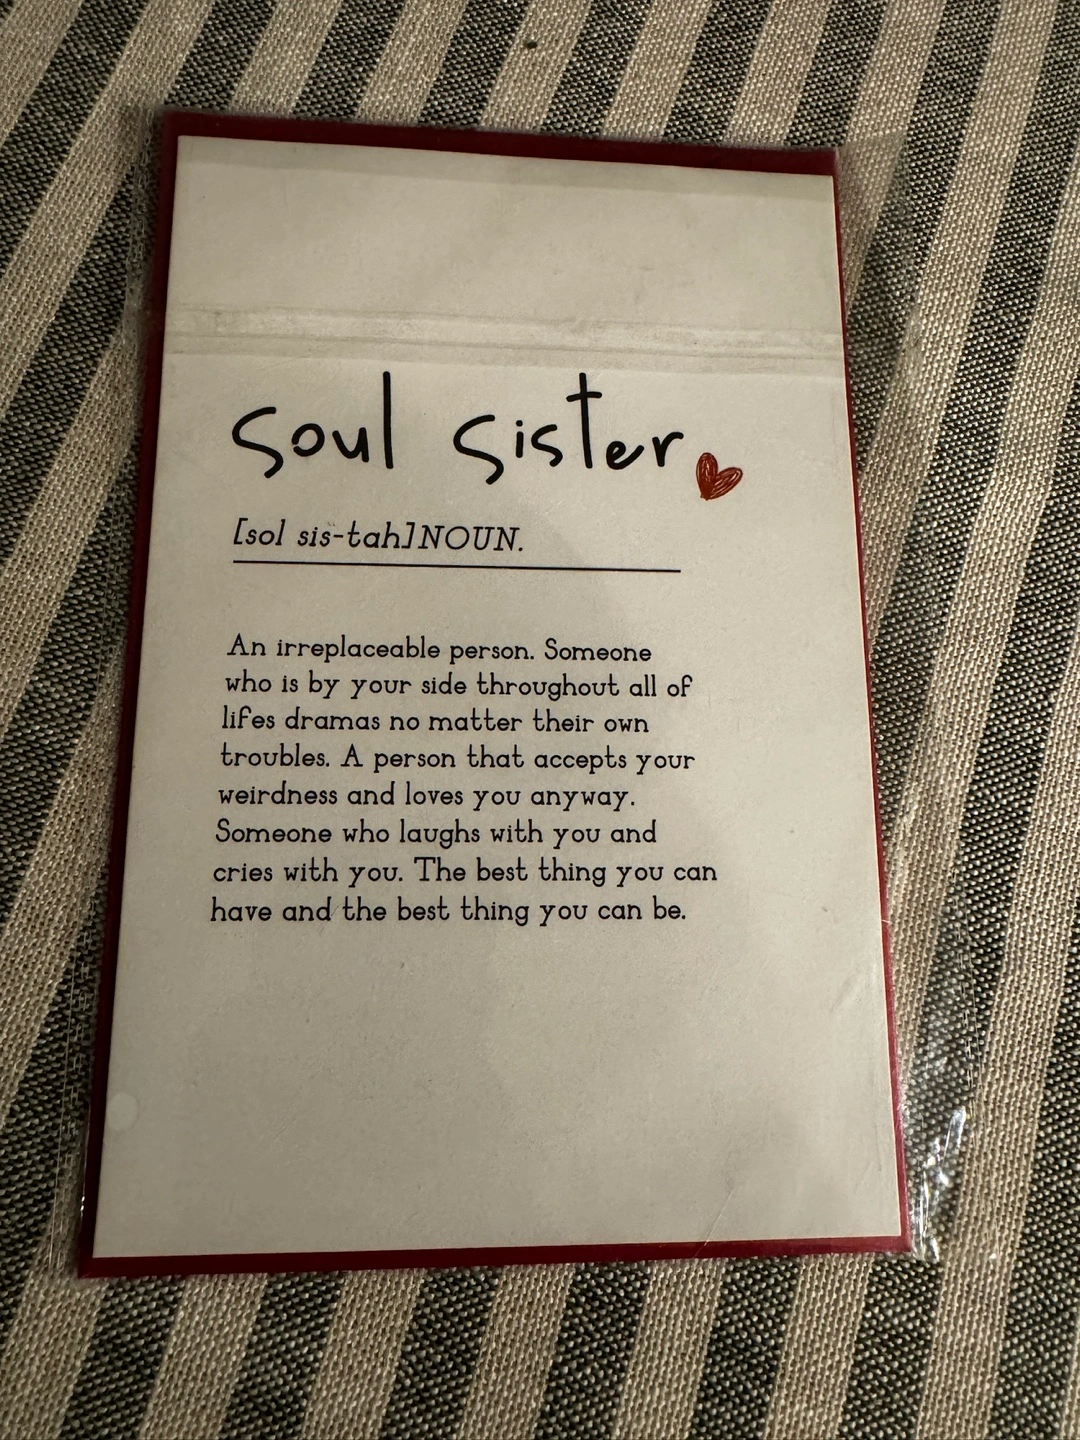 soul sister
[sol sis-tah]NOUN.
An irreplaceable person. Someone
who is by your side throughout all of
lifes dramas no matter their own
troubles. A person that accepts your
weirdness and loves you anyway.
Someone who laughs with you and
cries with you. The best thing you can
have and the best thing you can be.